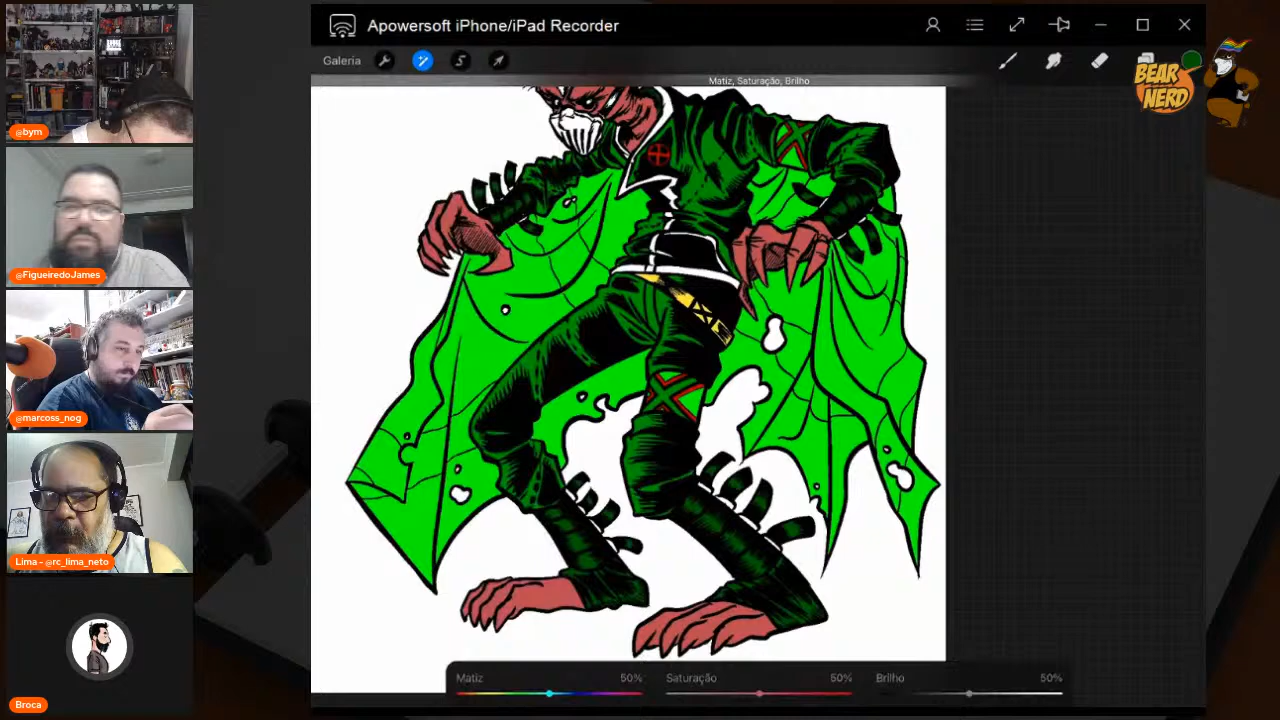 Apowersoft iPhone/iPad Recorder
Galeria
Matiz, Saturação, Brilho
BEAR
NERD
@bym
@FigueiredoJames
@marcoss_nog
Lima - @rc_lima_neto
Broca
Matiz 50% Saturação 50% Brilho 50%